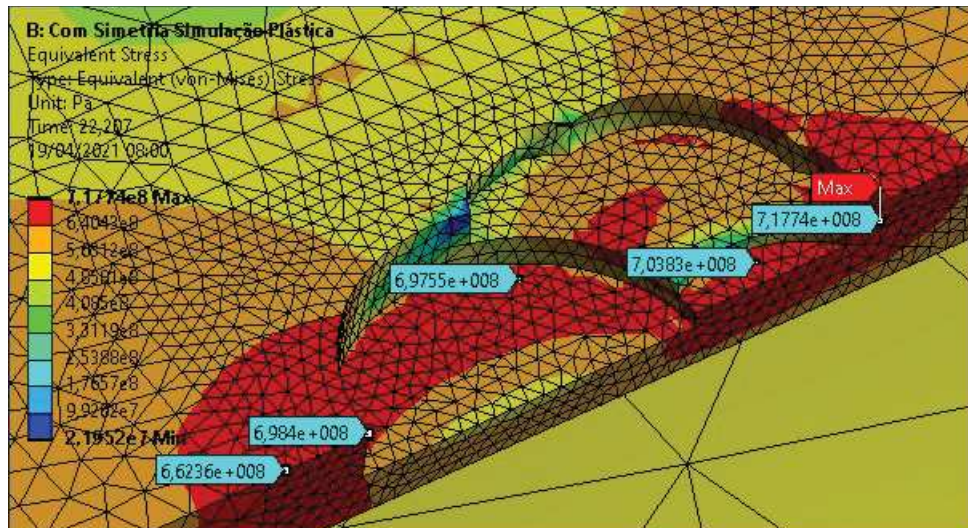 B: Com Simetria Simulação Plástica
Equivalent Stress
Type: Equivalent (von-Mises) Stress
Unit: Pa
Time: 22,207
19/04/2021 08:00
7,1774e8 Max
6,4043e8
5,6312e8
4,8581e8
4,085e8
3,3119e8
2,5388e8
1,7657e8
9,9262e7
2,1952e7 Min
Max
7,1774e+008
7,0383e+008
6,9755e+008
6,984e+008
6,6236e+008